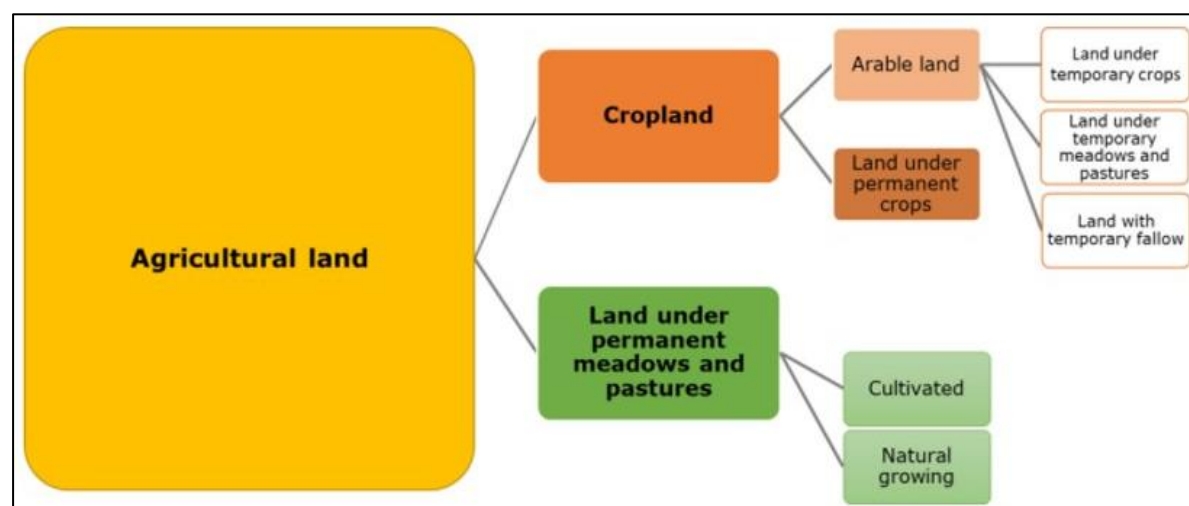 Agricultural land
Cropland
Land under
permanent
meadows and
pastures
Arable land
Land under
permanent
crops
Cultivated
Natural
growing
Land under
temporary crops
Land under
temporary
meadows and
pastures
Land with
temporary fallow